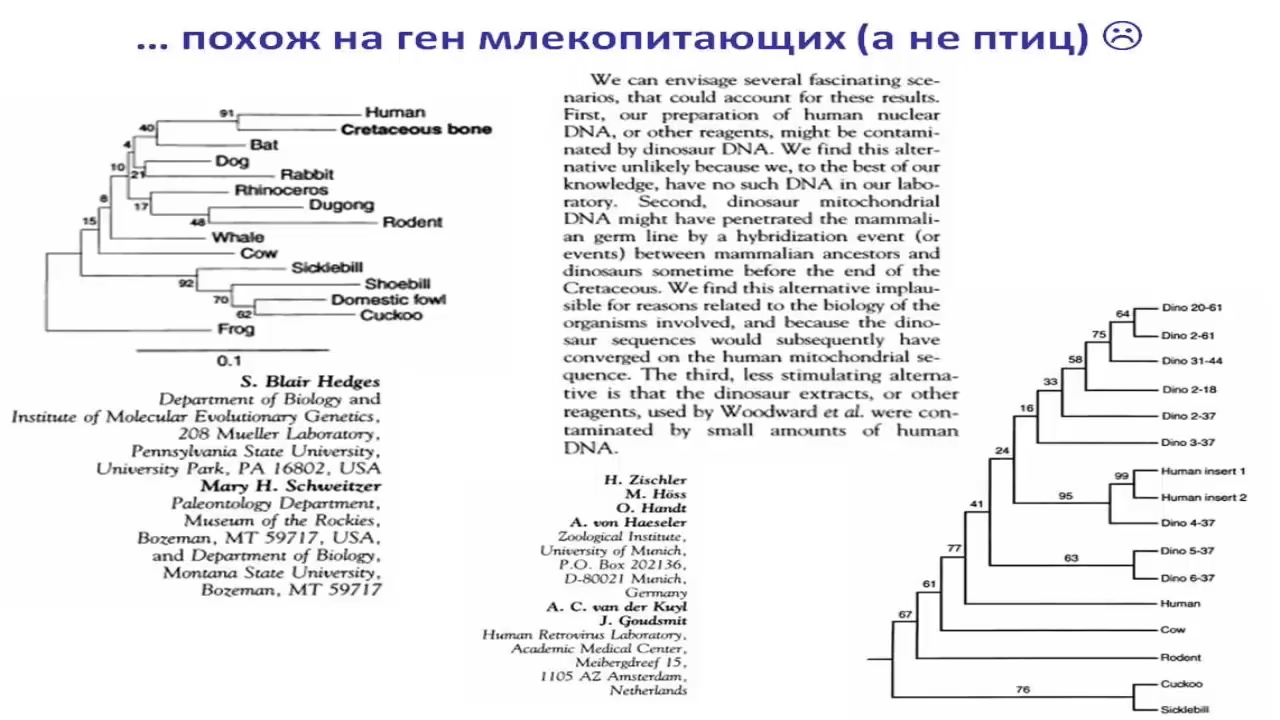 ... похож на ген млекопитающих (а не птиц) ☹
91
Human
Cretaceous bone
40
Bat
4
Dog
10
21
Rabbit
Rhinoceros
8
17
Dugong
48
Rodent
15
Whale
Cow
Sicklebill
92
Shoebill
70
Domestic fowl
62
Cuckoo
Frog
0.1
S. Blair Hedges
Department of Biology and
Institute of Molecular Evolutionary Genetics,
208 Mueller Laboratory,
Pennsylvania State University,
University Park, PA 16802, USA
Mary H. Schweitzer
Paleontology Department,
Museum of the Rockies,
Bozeman, MT 59717, USA,
and Department of Biology,
Montana State University,
Bozeman, MT 59717
We can envisage several fascinating sce-
narios, that could account for these results.
First, our preparation of human nuclear
DNA, or other reagents, might be contami-
nated by dinosaur DNA. We find this alter-
native unlikely because we, to the best of our
knowledge, have no such DNA in our labo-
ratory. Second, dinosaur mitochondrial
DNA might have penetrated the mammali-
an germ line by a hybridization event (or
events) between mammalian ancestors and
dinosaurs sometime before the end of the
Cretaceous. We find this alternative implau-
sible for reasons related to the biology of the
organisms involved, and because the dino-
saur sequences would subsequently have
converged on the human mitochondrial se-
quence. The third, less stimulating alterna-
tive is that the dinosaur extracts, or other
reagents, used by Woodward et al. were con-
taminated by small amounts of human
DNA.
H. Zischler
M. Höss
O. Handt
A. von Haeseler
Zoological Institute,
University of Munich,
P.O. Box 202136,
D-80021 Munich,
Germany
A. C. van der Kuyl
J. Goudsmit
Human Retrovirus Laboratory,
Academic Medical Center,
Meibergdreef 15,
1105 AZ Amsterdam,
Netherlands
Dino 20-61
64
75
Dino 2-61
58
Dino 31-44
33
Dino 2-18
16
Dino 2-37
24
Dino 3-37
Human insert 1
99
95
Human insert 2
41
Dino 4-37
77
Dino 5-37
63
Dino 6-37
61
Human
67
Cow
Rodent
76
Cuckoo
Sicklebill